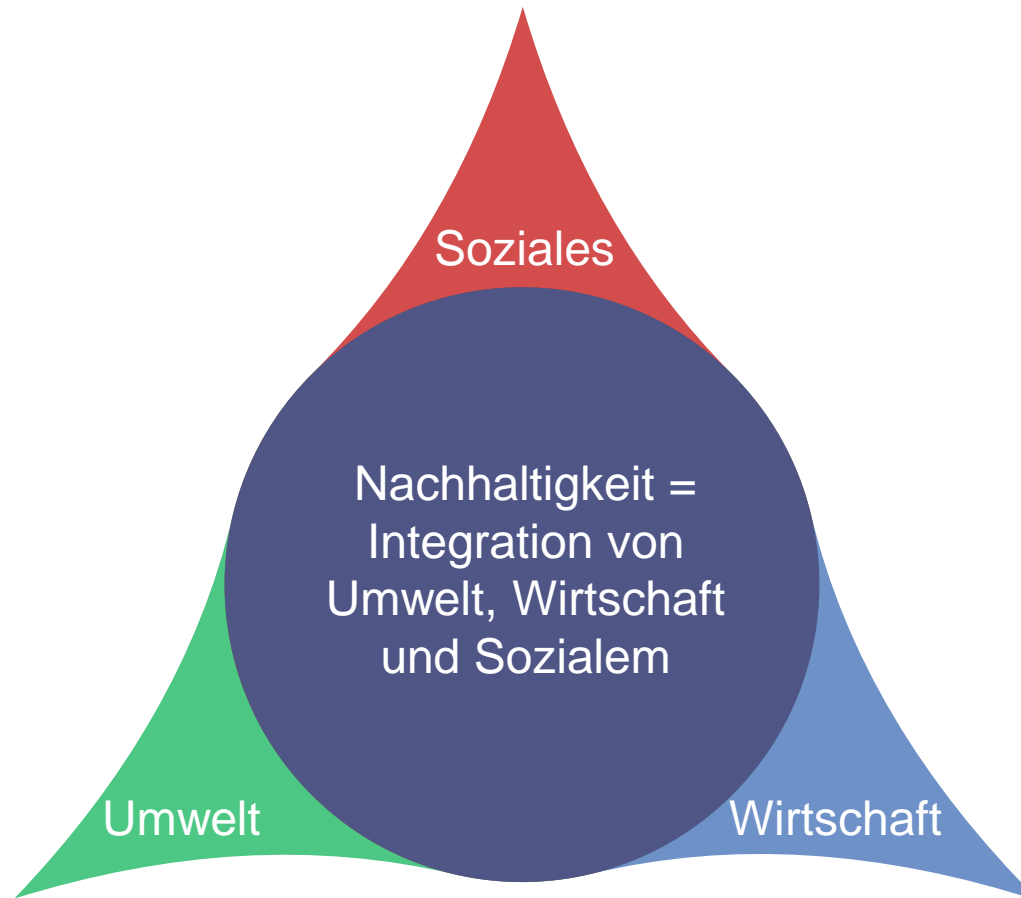 Soziales
Nachhaltigkeit =
Integration von
Umwelt, Wirtschaft
und Sozialem
Umwelt
Wirtschaft